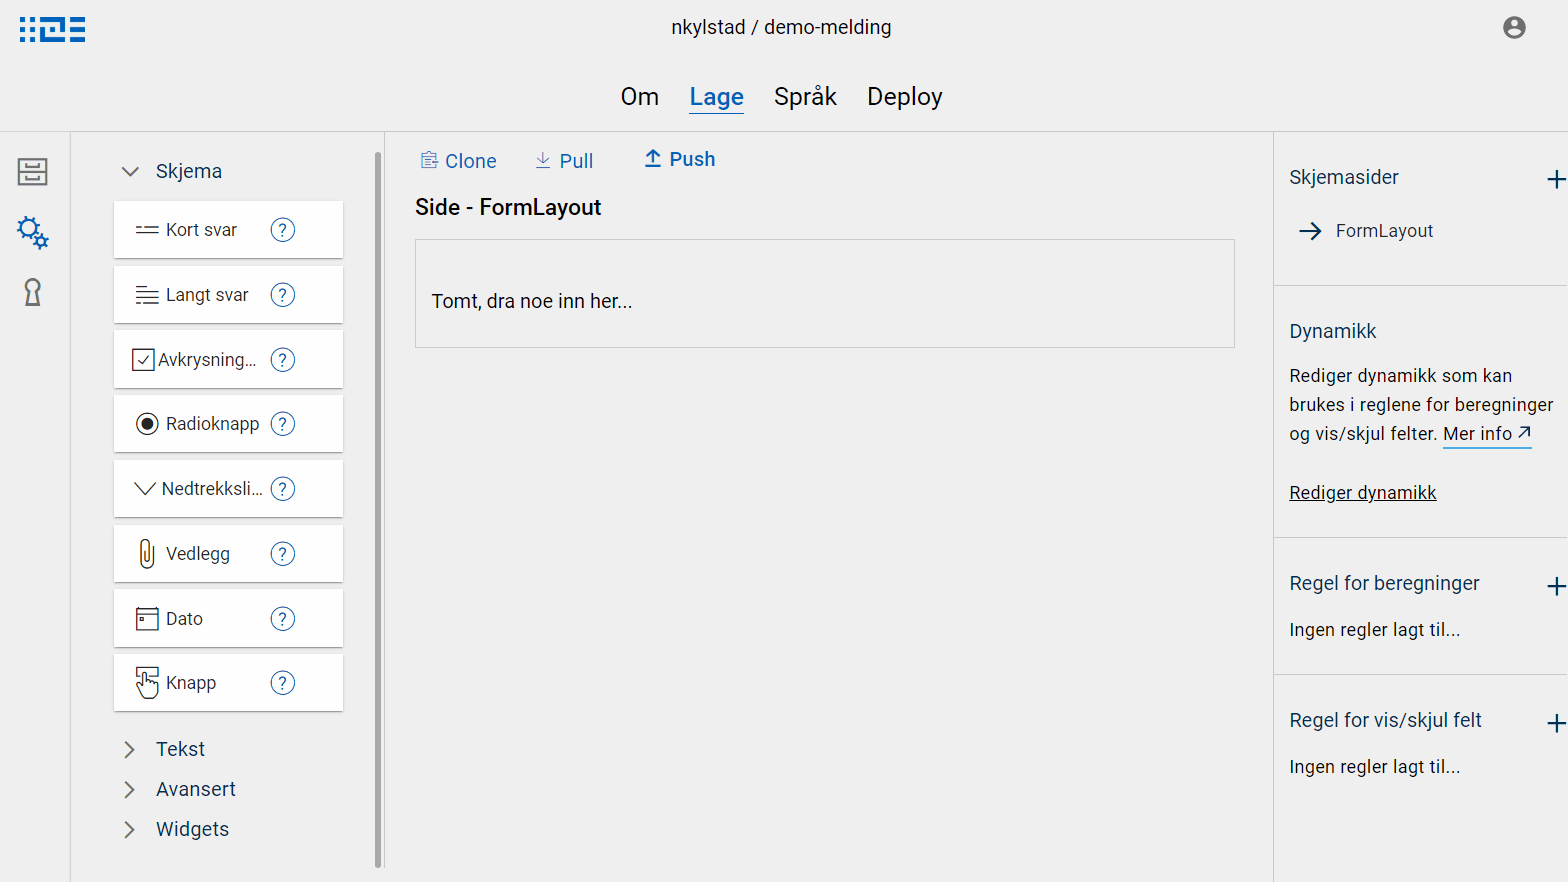 nkylstad / demo-melding
Om Lage Språk Deploy
Skjema
Kort svar ?
Langt svar ?
Avkrysning... ?
Radioknapp ?
Nedtrekksli... ?
Vedlegg ?
Dato ?
Knapp ?
Tekst
Avansert
Widgets
Clone Pull Push
Side - FormLayout
Tomt, dra noe inn her...
Skjemasider
FormLayout
Dynamikk
Rediger dynamikk som kan
brukes i reglene for beregninger
og vis/skjul felter. Mer info
Rediger dynamikk
Regel for beregninger
Ingen regler lagt til...
Regel for vis/skjul felt
Ingen regler lagt til...